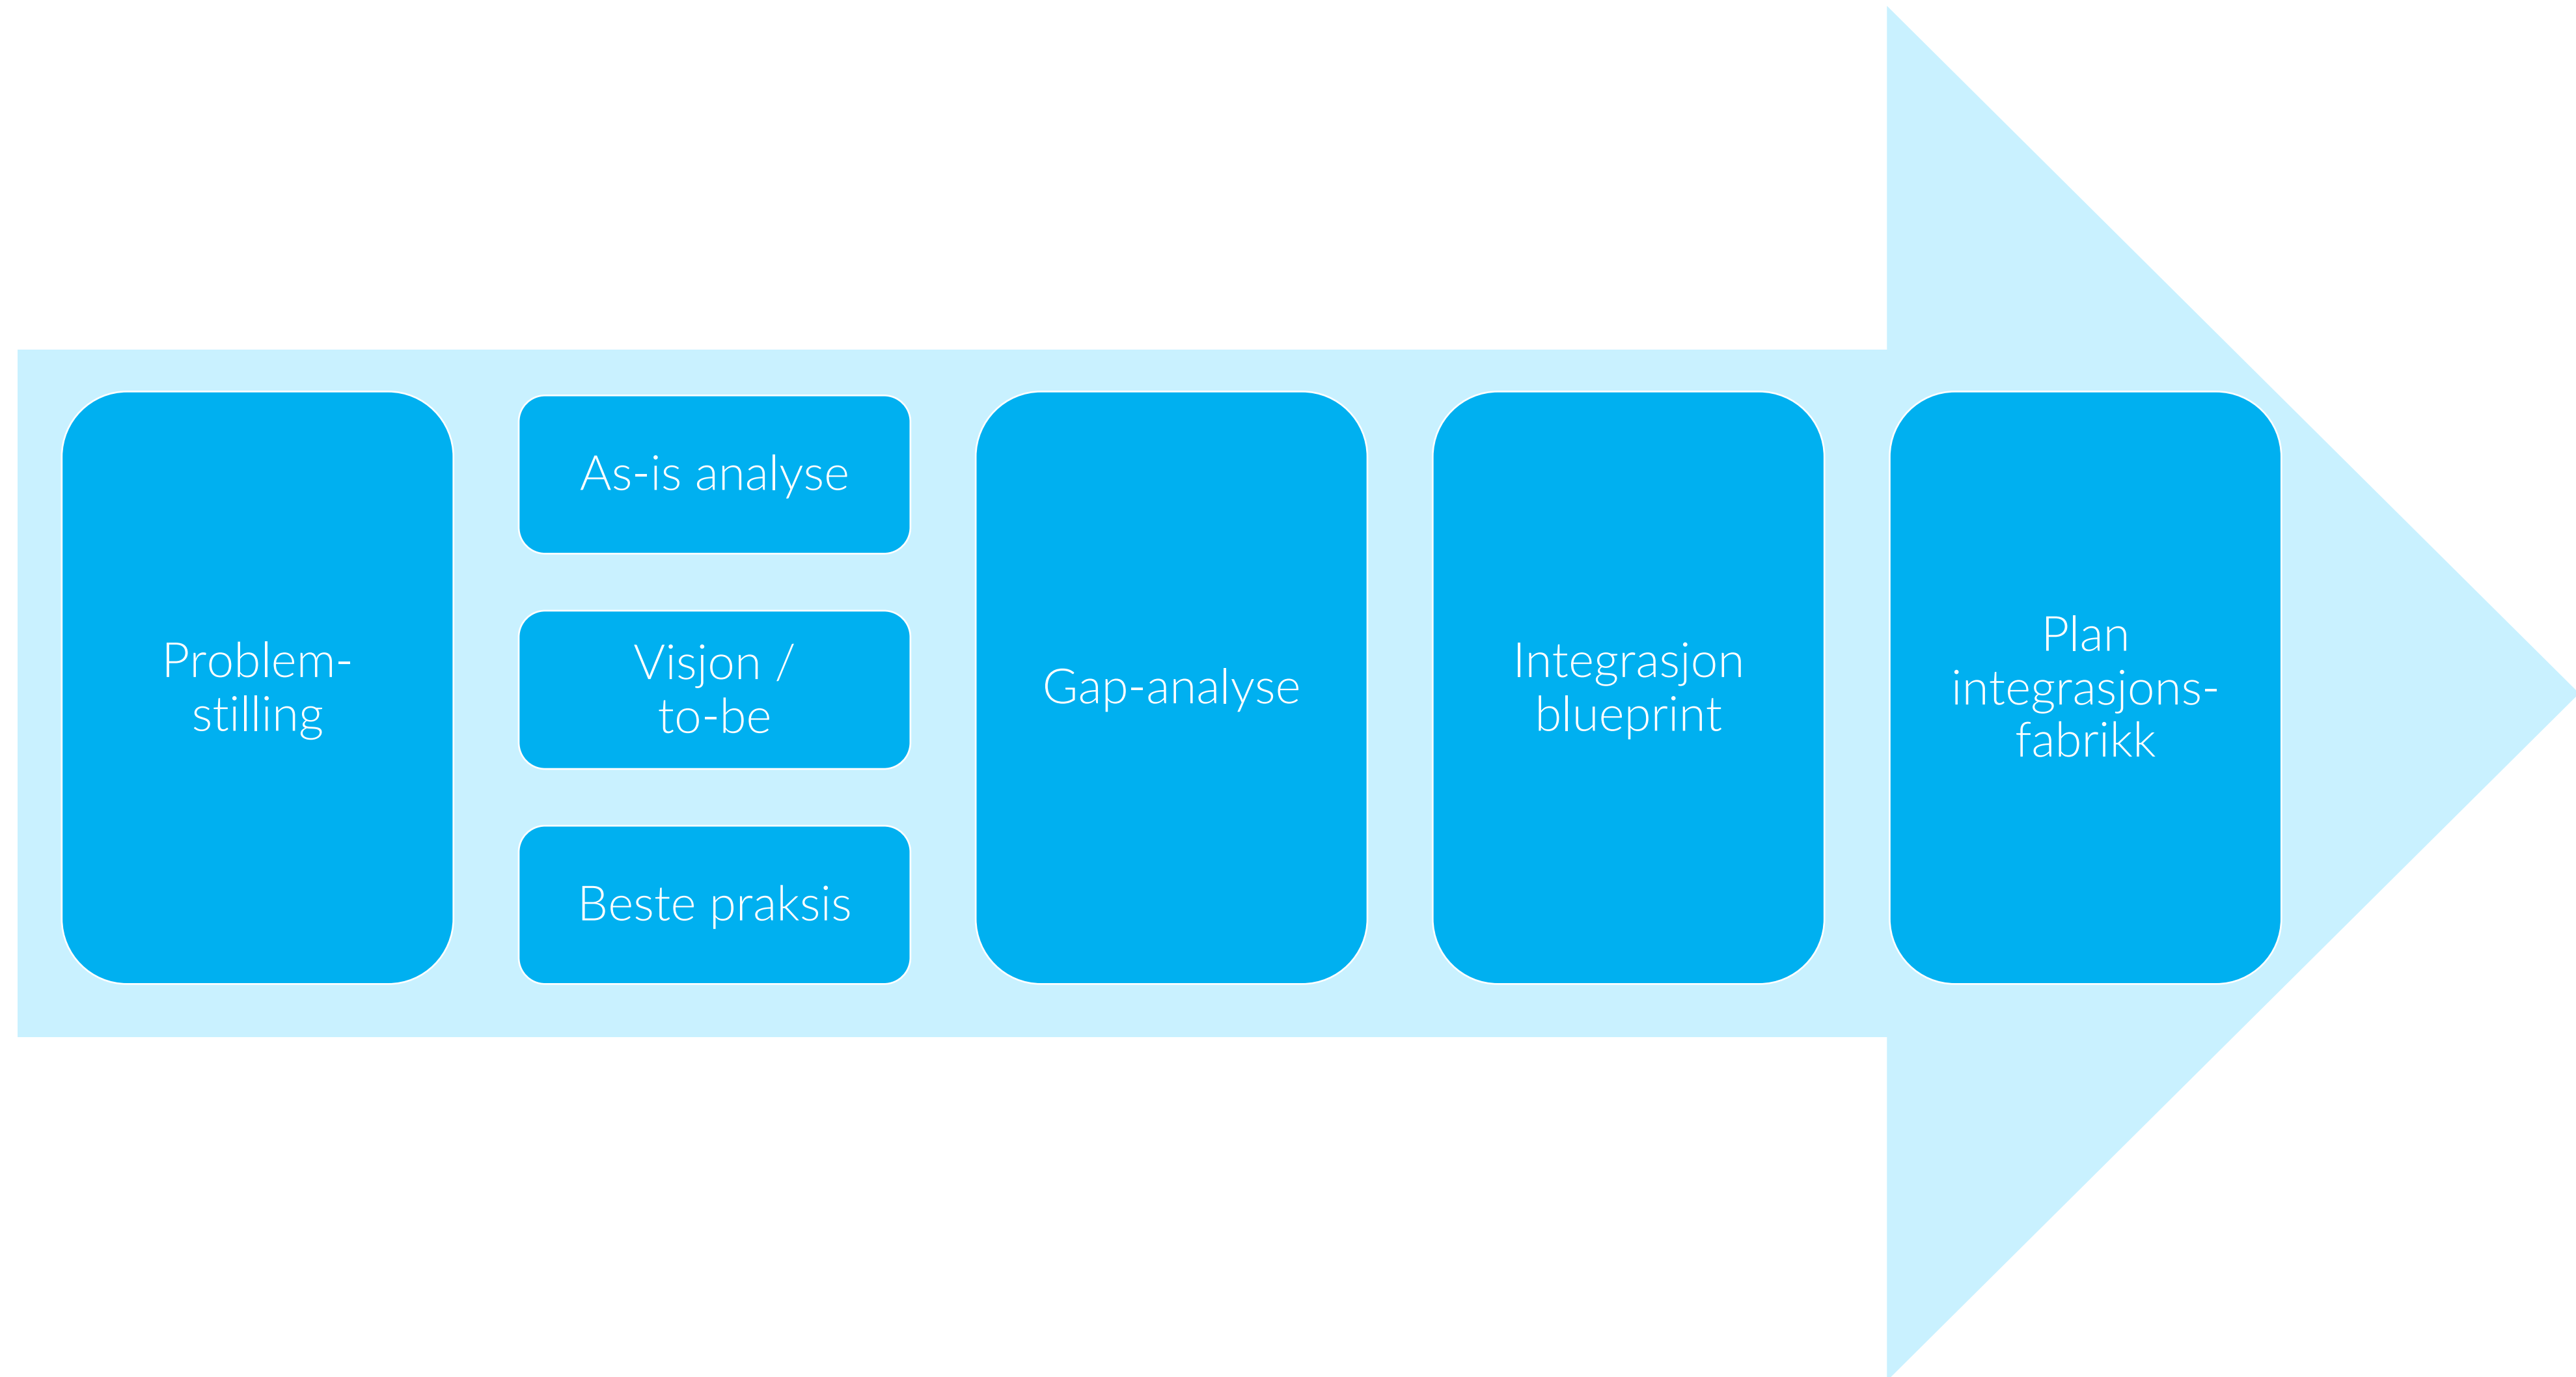 Problem-
stilling
As-is analyse
Visjon /
to-be
Beste praksis
Gap-analyse
Integrasjon
blueprint
Plan
integrasjons-
fabrikk